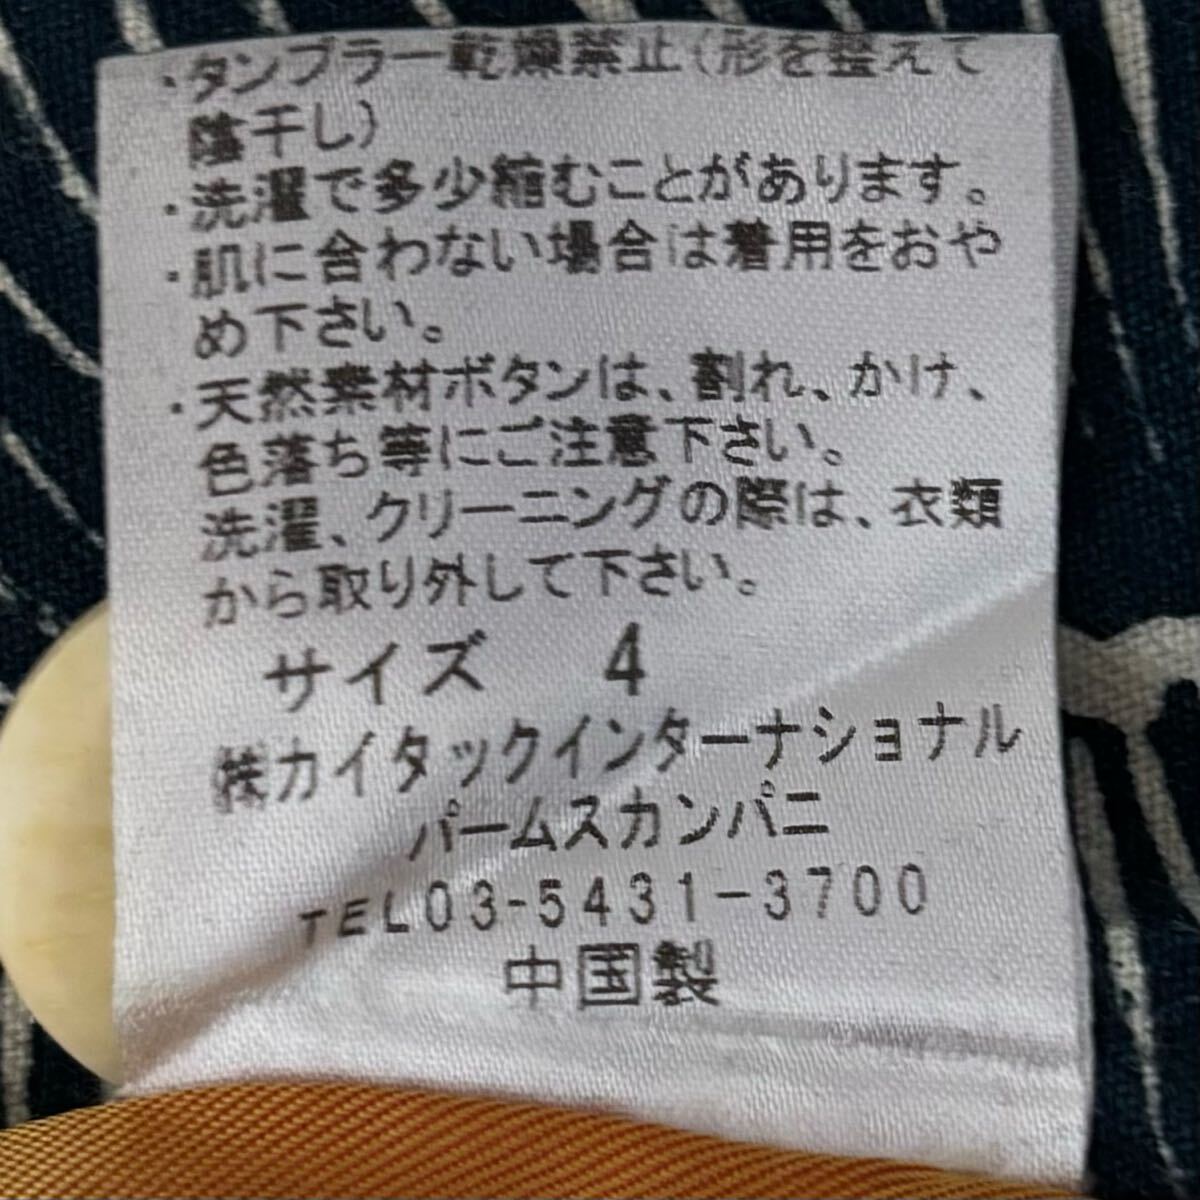 ・タンブラー乾燥禁止(形を整えて
陰干し)
・洗濯で多少縮むことがあります。
・肌に合わない場合は着用をおや
め下さい。
・天然素材ボタンは、割れ、かけ、
色落ち等にご注意下さい。
洗濯、クリーニングの際は、衣類
から取り外して下さい。
サイズ 4
㈱カイタックインターナショナル
パームスカンパニ
TEL03-5431-3700
中国製